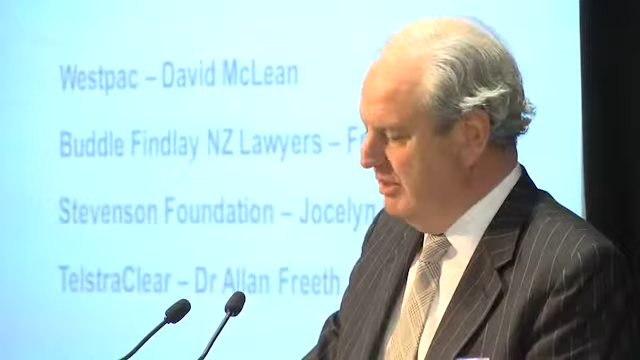 Westpac – David McLean
Buddle Findlay NZ Lawyers –
Stevenson Foundation – Jocelyn
TelstraClear – Dr Allan Freeth